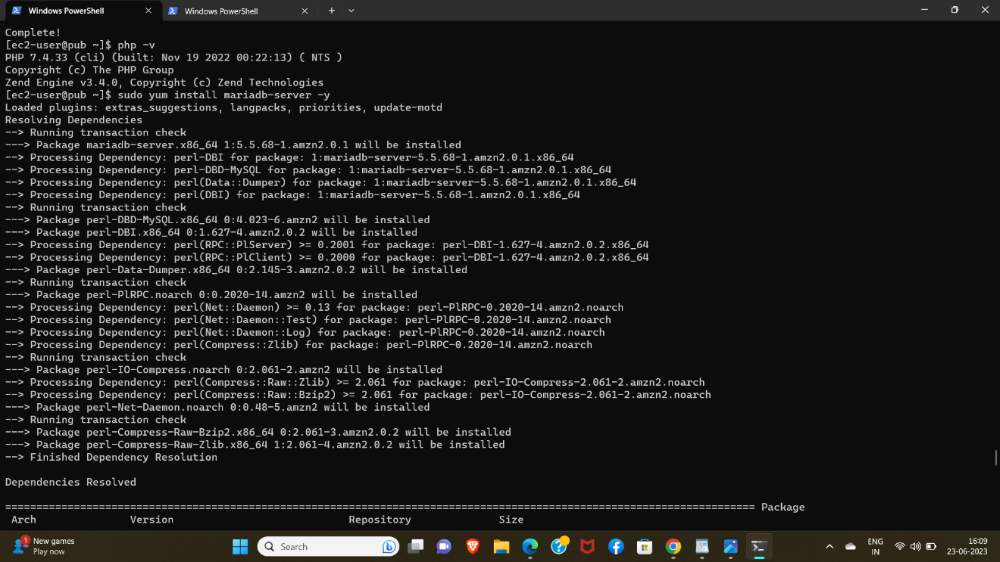 Windows PowerShell
Windows PowerShell
Complete!
[ec2-user@pub ~]$ php -v
PHP 7.4.33 (cli) (built: Nov 19 2022 00:22:13) ( NTS )
Copyright (c) The PHP Group
Zend Engine v3.4.0, Copyright (c) Zend Technologies
[ec2-user@pub ~]$ sudo yum install mariadb-server -y
Loaded plugins: extras_suggestions, langpacks, priorities, update-motd
Resolving Dependencies
--> Running transaction check
---> Package mariadb-server.x86_64 1:5.5.68-1.amzn2.0.1 will be installed
--> Processing Dependency: perl-DBI for package: 1:mariadb-server-5.5.68-1.amzn2.0.1.x86_64
--> Processing Dependency: perl-DBD-MySQL for package: 1:mariadb-server-5.5.68-1.amzn2.0.1.x86_64
--> Processing Dependency: perl(Data::Dumper) for package: 1:mariadb-server-5.5.68-1.amzn2.0.1.x86_64
--> Processing Dependency: perl(DBI) for package: 1:mariadb-server-5.5.68-1.amzn2.0.1.x86_64
--> Running transaction check
---> Package perl-DBD-MySQL.x86_64 0:4.023-6.amzn2 will be installed
---> Package perl-DBI.x86_64 0:1.627-4.amzn2.0.2 will be installed
--> Processing Dependency: perl(RPC::PlServer) >= 0.2001 for package: perl-DBI-1.627-4.amzn2.0.2.x86_64
--> Processing Dependency: perl(RPC::PlClient) >= 0.2000 for package: perl-DBI-1.627-4.amzn2.0.2.x86_64
---> Package perl-Data-Dumper.x86_64 0:2.145-3.amzn2.0.2 will be installed
--> Running transaction check
---> Package perl-PlRPC.noarch 0:0.2020-14.amzn2 will be installed
--> Processing Dependency: perl(Net::Daemon) >= 0.13 for package: perl-PlRPC-0.2020-14.amzn2.noarch
--> Processing Dependency: perl(Net::Daemon::Test) for package: perl-PlRPC-0.2020-14.amzn2.noarch
--> Processing Dependency: perl(Net::Daemon::Log) for package: perl-PlRPC-0.2020-14.amzn2.noarch
--> Processing Dependency: perl(Compress::Zlib) for package: perl-PlRPC-0.2020-14.amzn2.noarch
--> Running transaction check
---> Package perl-IO-Compress.noarch 0:2.061-2.amzn2 will be installed
--> Processing Dependency: perl(Compress::Raw::Zlib) >= 2.061 for package: perl-IO-Compress-2.061-2.amzn2.noarch
--> Processing Dependency: perl(Compress::Raw::Bzip2) >= 2.061 for package: perl-IO-Compress-2.061-2.amzn2.noarch
---> Package perl-Net-Daemon.noarch 0:0.48-5.amzn2 will be installed
--> Running transaction check
---> Package perl-Compress-Raw-Bzip2.x86_64 0:2.061-3.amzn2.0.2 will be installed
---> Package perl-Compress-Raw-Zlib.x86_64 1:2.061-4.amzn2.0.2 will be installed
--> Finished Dependency Resolution
Dependencies Resolved
======================================================================================================================== Package
Arch Version Repository Size
1
New games
Play now
Search
ENG
IN
16:09
23-06-2023